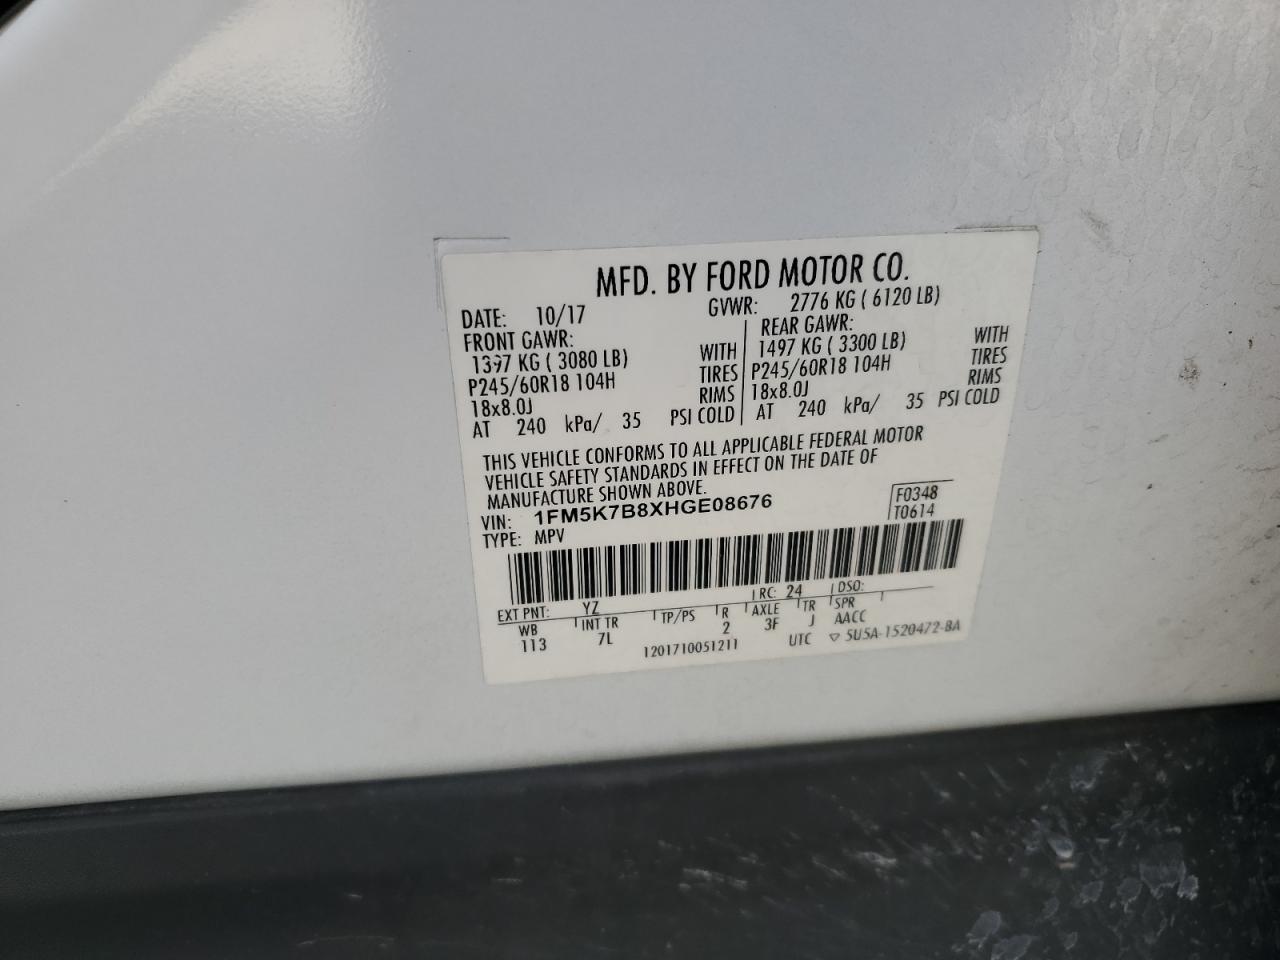 MFD. BY FORD MOTOR CO.
DATE: 10/17 GVWR: 2776 KG ( 6120 LB)
FRONT GAWR: REAR GAWR:
1397 KG ( 3080 LB) WITH 1497 KG ( 3300 LB) WITH
P245/60R18 104H TIRES P245/60R18 104H TIRES
18x8.0J RIMS 18x8.0J RIMS
AT 240 kPa/ 35 PSI COLD AT 240 kPa/ 35 PSI COLD
THIS VEHICLE CONFORMS TO ALL APPLICABLE FEDERAL MOTOR
VEHICLE SAFETY STANDARDS IN EFFECT ON THE DATE OF
MANUFACTURE SHOWN ABOVE.
VIN: 1FM5K7B8XHGE08676 F0348
TYPE: MPV T0614
EXT PNT: YZ RC: 24 DSO:
WB INT TR TP/PS R AXLE TR SPR
113 7L 2 3F J AACC
1201710051211 UTC ▽ 5U5A-1520472-BA